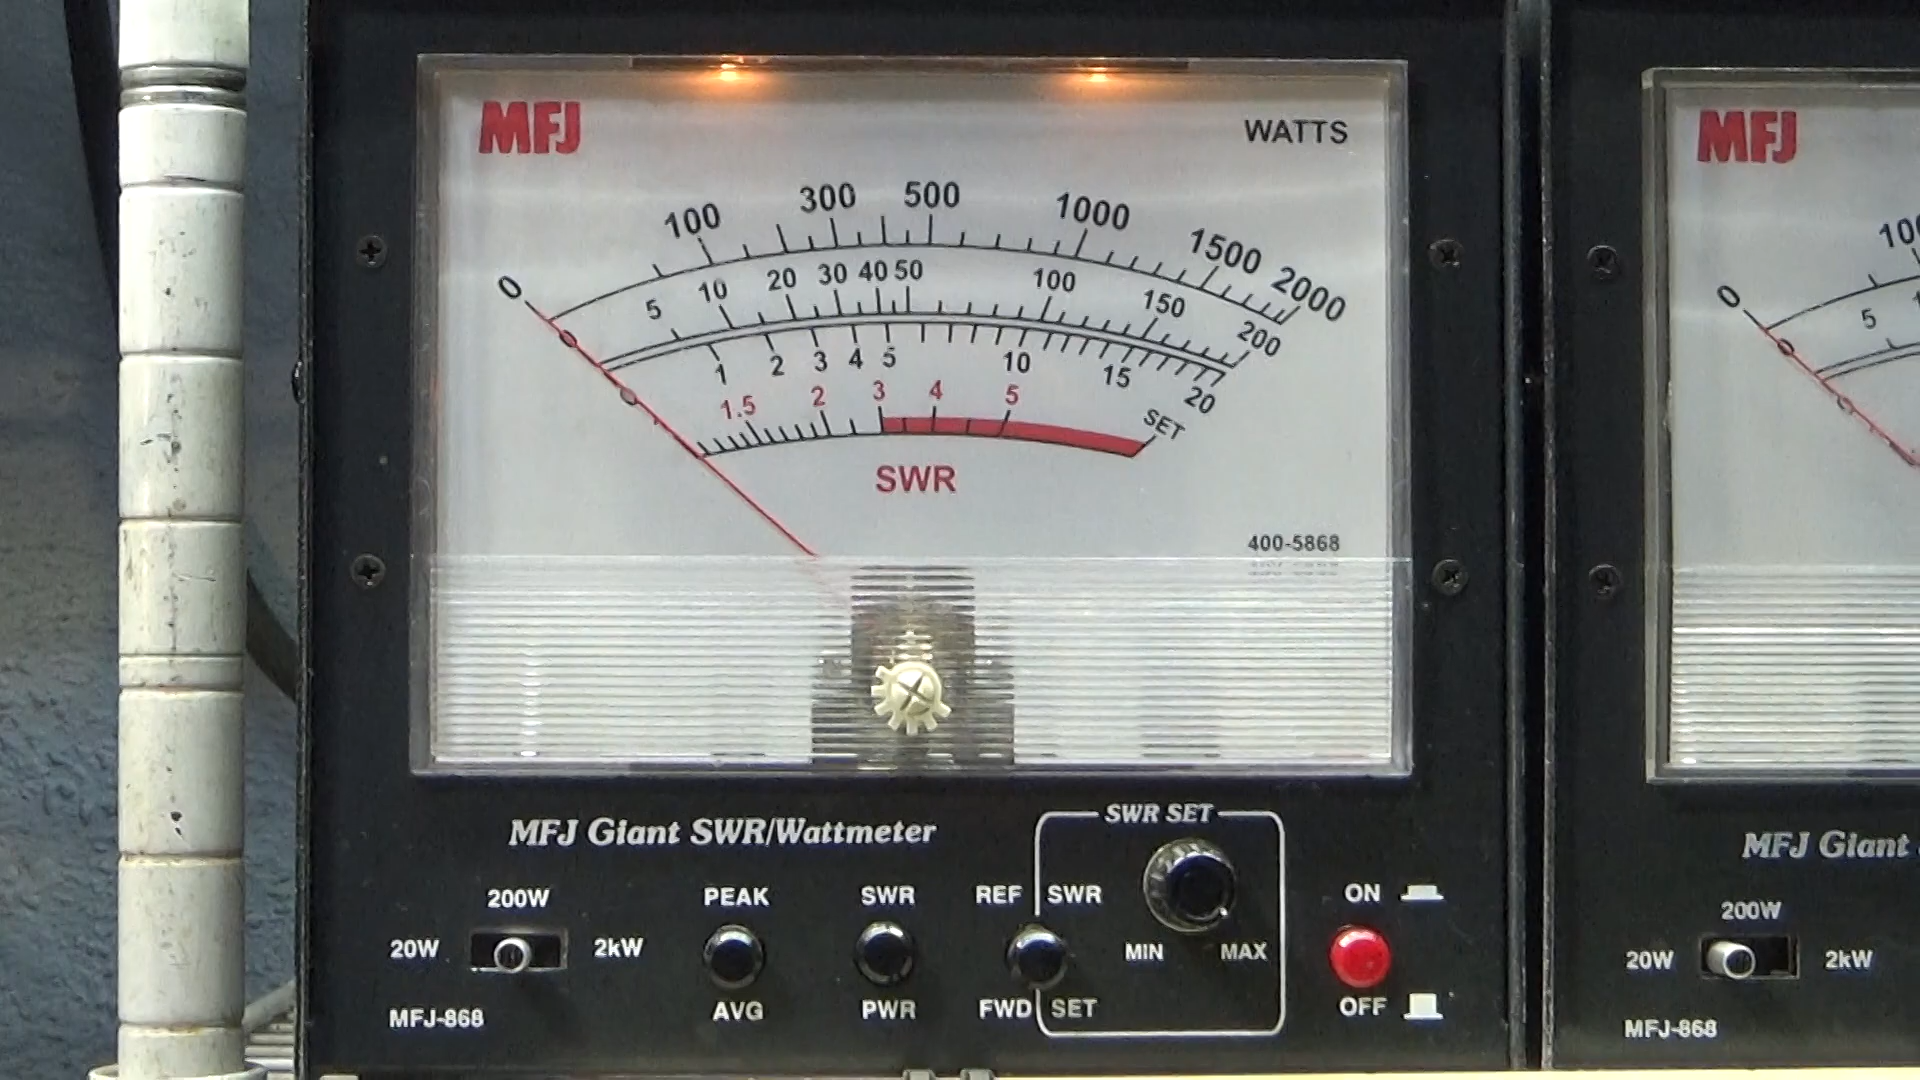 MFJ
WATTS
0 100 300 500 1000 1500 2000
0 5 10 20 30 40 50 100 150 200
0 1 2 3 4 5 10 15 20
1.5 2 3 4 5 SET
SWR
400-5868
MFJ Giant SWR/Wattmeter
SWR SET
200W
20W 2kW
PEAK
AVG
SWR
PWR
REF SWR
FWD SET
MIN MAX
ON
OFF
MFJ-868
MFJ
0
5
MFJ Giant
200W
20W 2kW
MFJ-868